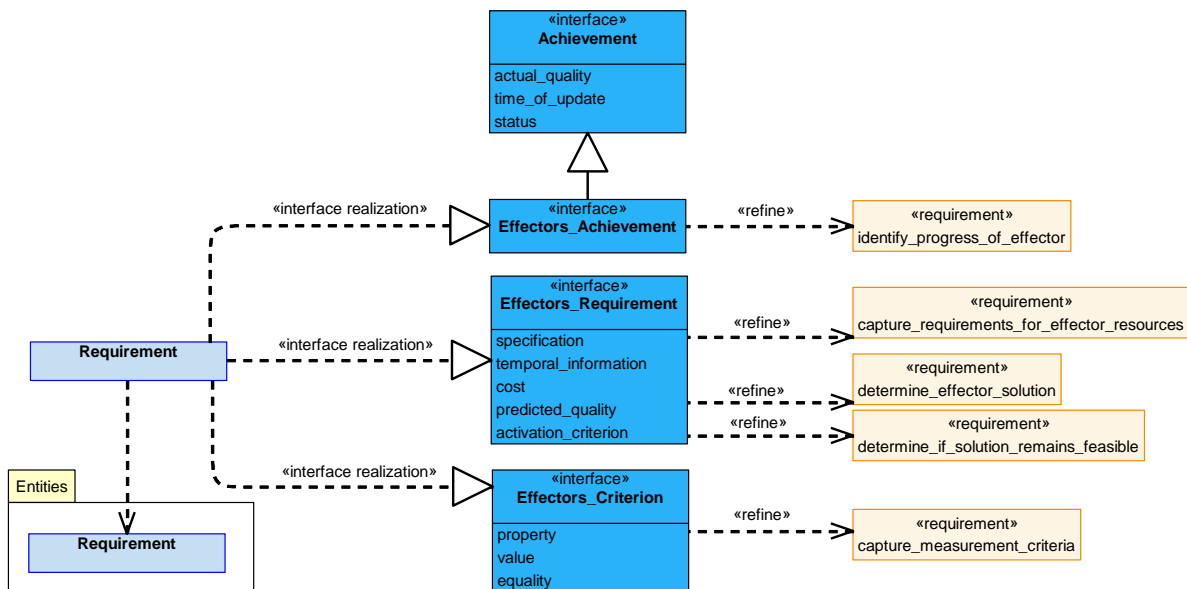 «interface»
Achievement
actual_quality
time_of_update
status
«interface realization»
«interface»
Effectors_Achievement
«refine»
«requirement»
identify_progress_of_effector
«interface»
Effectors_Requirement
specification
temporal_information
cost
predicted_quality
activation_criterion
«refine»
«requirement»
capture_requirements_for_effector_resources
Requirement
«interface realization»
«refine»
«requirement»
determine_effector_solution
«refine»
«requirement»
determine_if_solution_remains_feasible
«interface realization»
«interface»
Effectors_Criterion
property
value
equality
«refine»
«requirement»
capture_measurement_criteria
Entities
Requirement